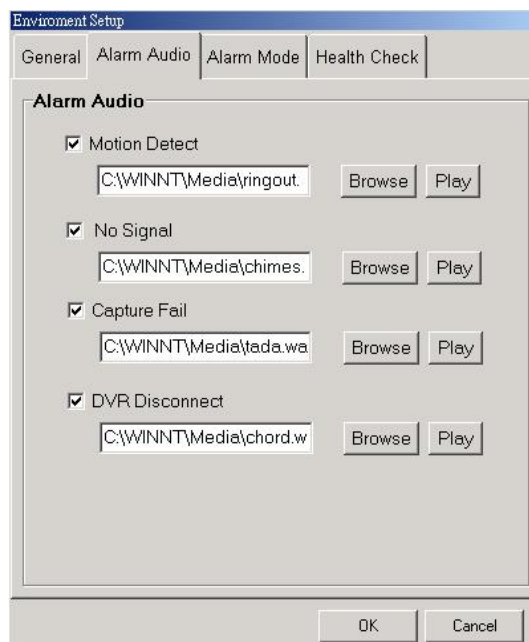 Enviroment Setup
General Alarm Audio Alarm Mode Health Check
Alarm Audio
Motion Detect
C:\WINNT\Media\ringout. Browse Play
No Signal
C:\WINNT\Media\chimes. Browse Play
Capture Fail
C:\WINNT\Media\tada.wa Browse Play
DVR Disconnect
C:\WINNT\Media\chord.w Browse Play
OK Cancel